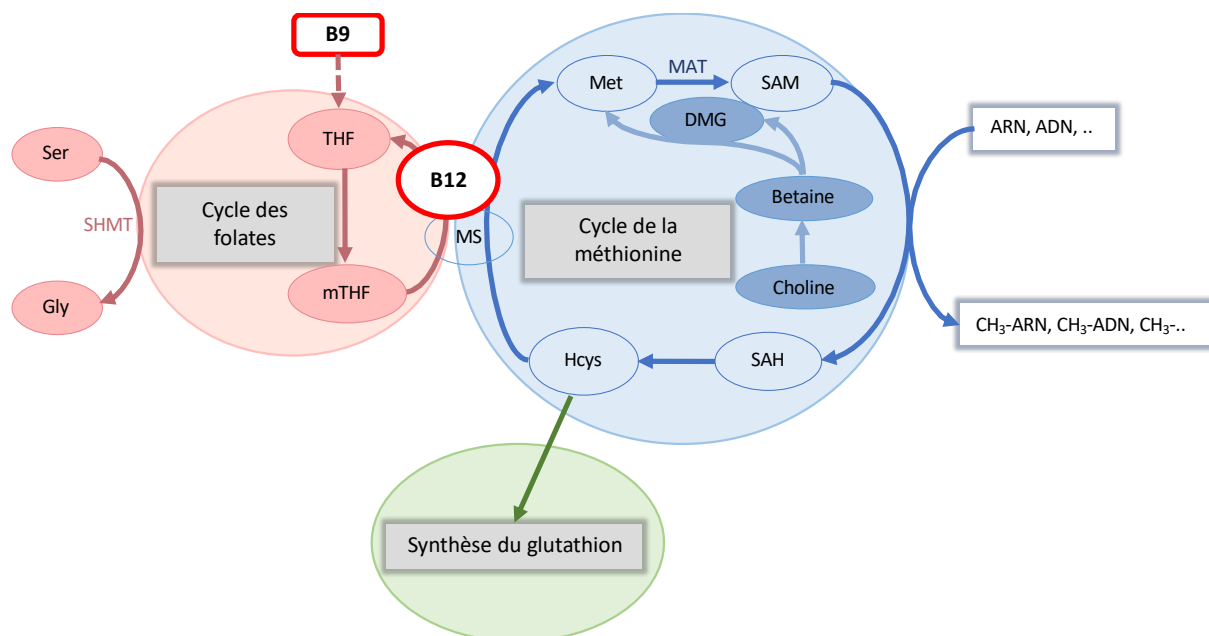 B9
Met
MAT
SAM
DMG
ARN, ADN, ..
THF
Ser
B12
Betaine
Cycle des
folates
SHMT
MS
Cycle de la
méthionine
Gly
mTHF
Choline
CH₃-ARN, CH₃-ADN, CH₃-..
Hcys
SAH
Synthèse du glutathion